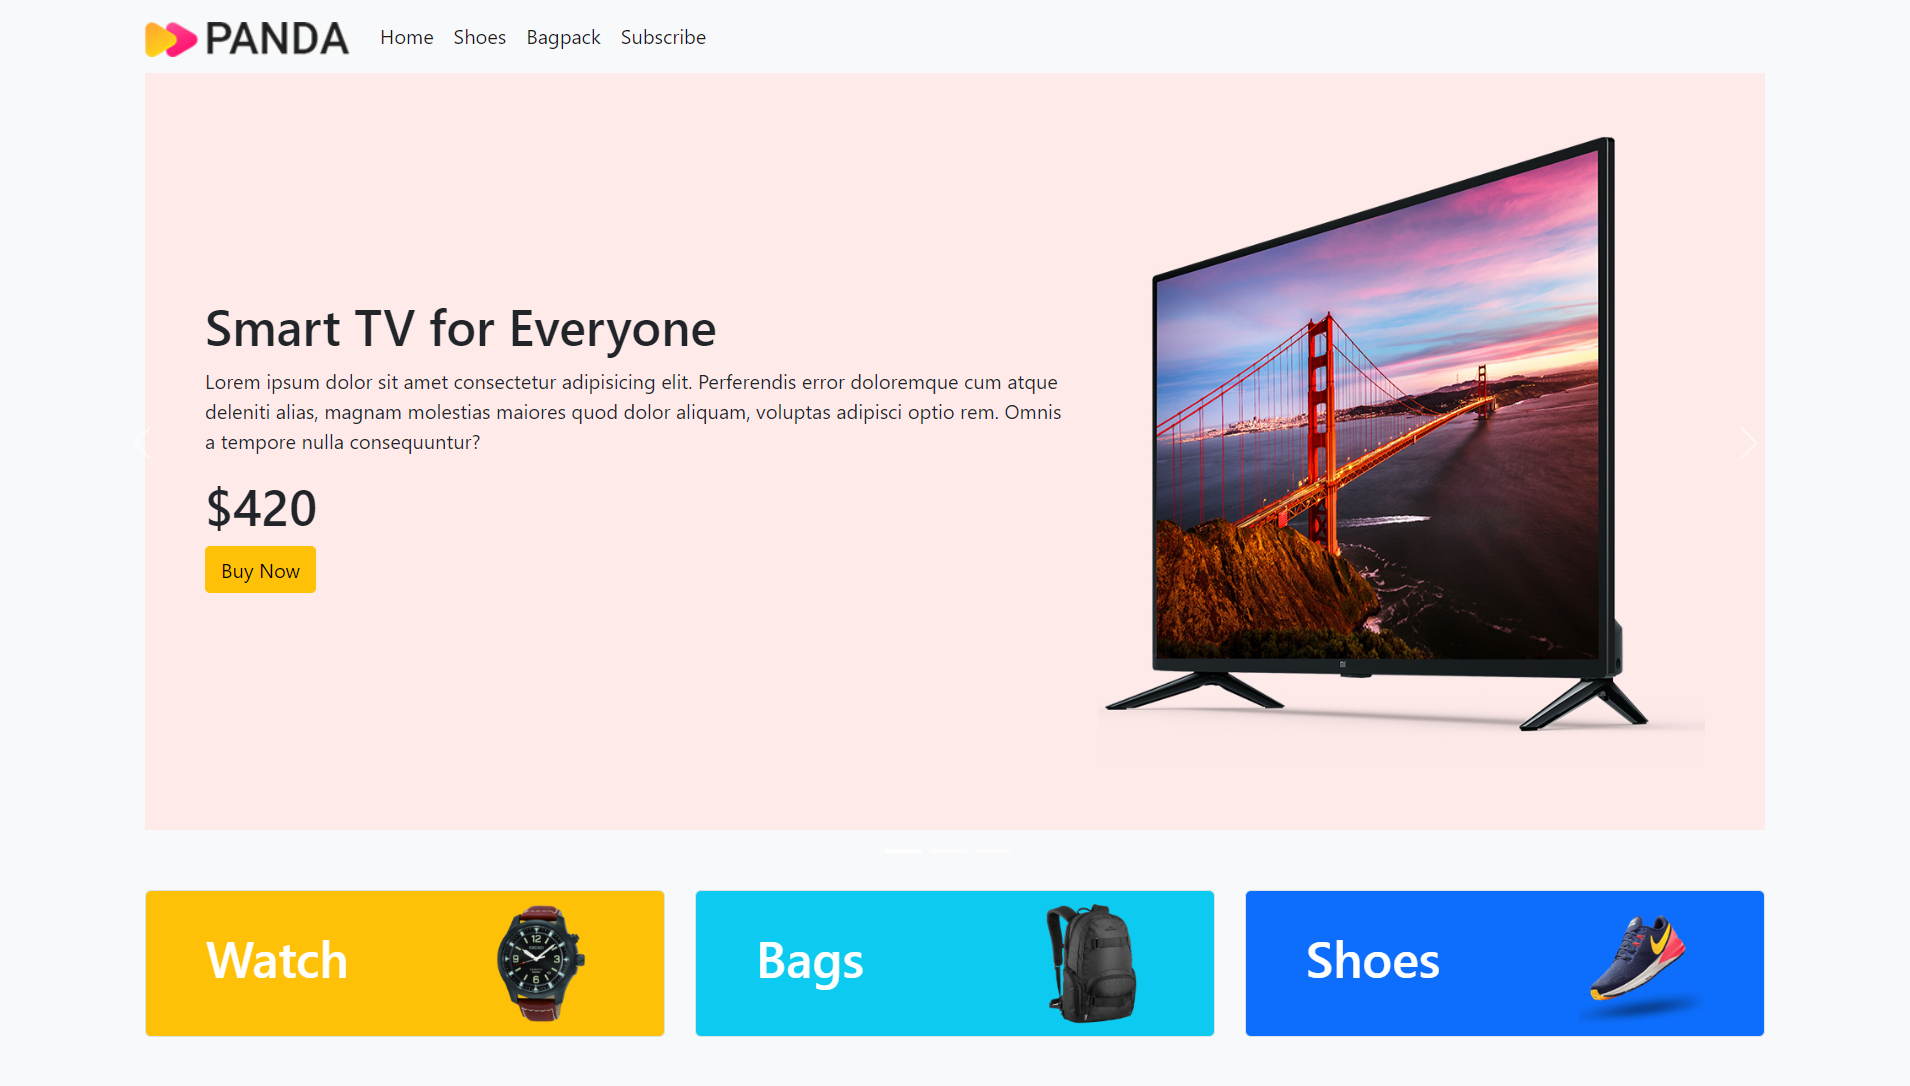 PANDA Home Shoes Bagpack Subscribe
Smart TV for Everyone
Lorem ipsum dolor sit amet consectetur adipisicing elit. Perferendis error doloremque cum atque
deleniti alias, magnam molestias maiores quod dolor aliquam, voluptas adipisci optio rem. Omnis
a tempore nulla consequuntur?
$420
Buy Now
Watch
Bags
Shoes